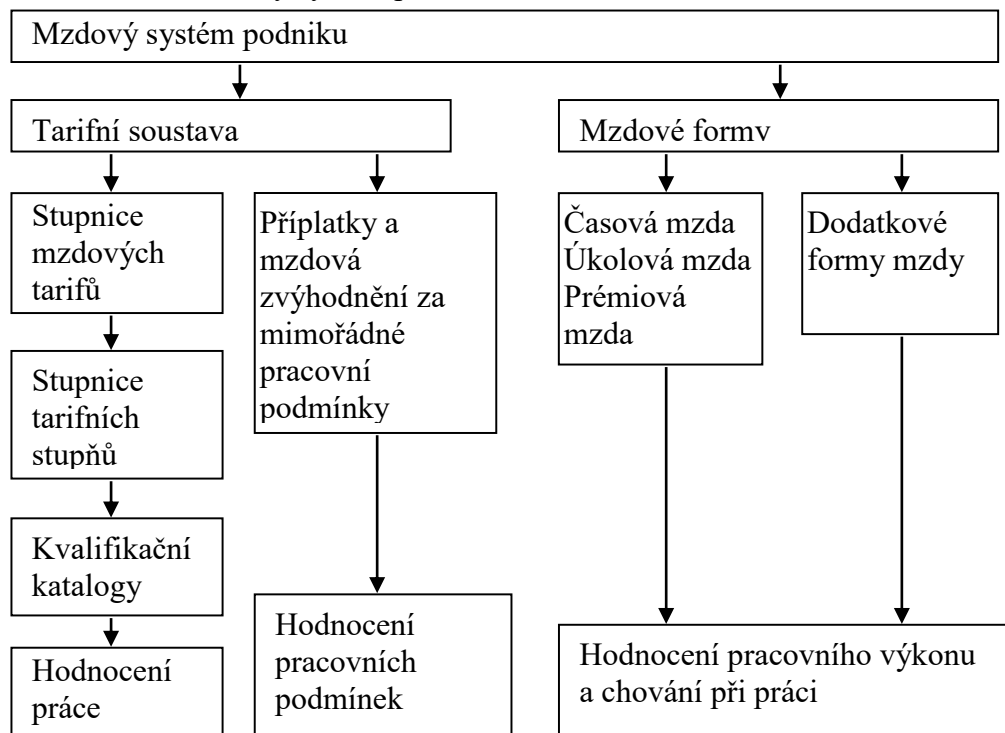 Mzdový systém podniku
Tarifní soustava
Mzdové formy
Stupnice
mzdových
tarifů
Příplatky a
mzdová
zvýhodnění za
mimořádné
pracovní
podmínky
Časová mzda
Úkolová mzda
Prémiová
mzda
Dodatkové
formy mzdy
Stupnice
tarifních
stupňů
Kvalifikační
katalogy
Hodnocení
práce
Hodnocení
pracovních
podmínek
Hodnocení pracovního výkonu
a chování při práci